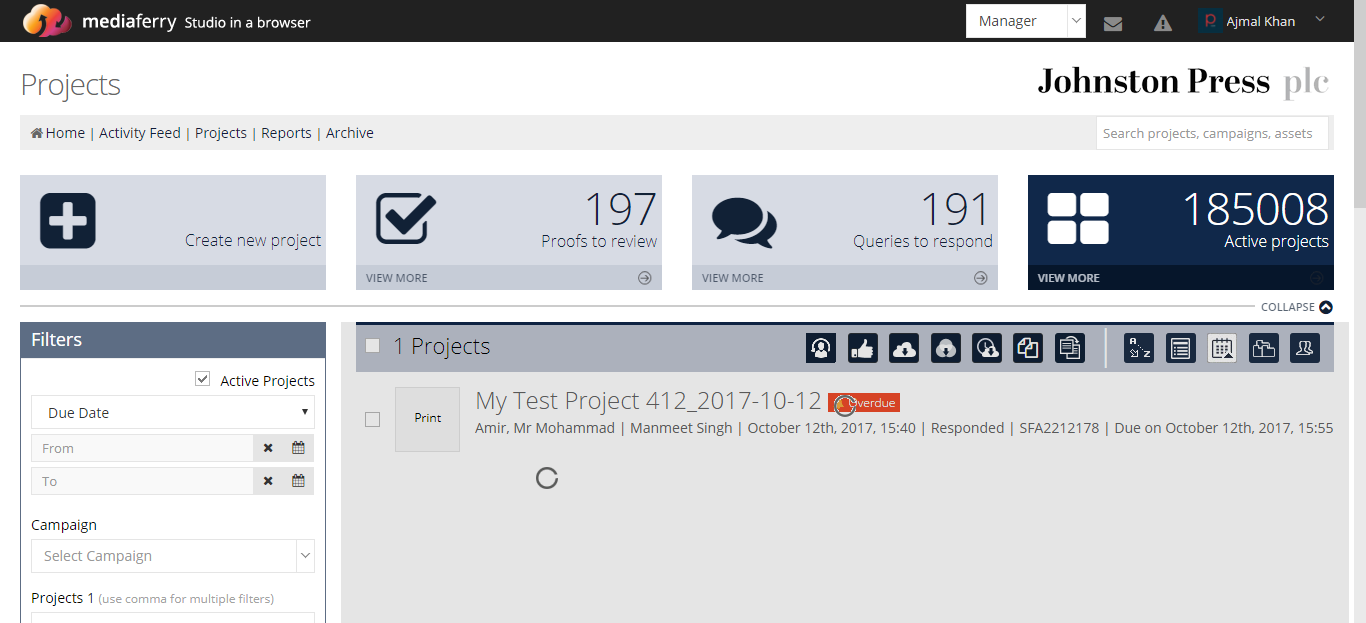 mediaferry Studio in a browser
Manager
Ajmal Khan
Projects
Johnston Press plc
Home | Activity Feed | Projects | Reports | Archive
Search projects, campaigns, assets
Create new project
197
Proofs to review
VIEW MORE
191
Queries to respond
VIEW MORE
185008
Active projects
VIEW MORE
COLLAPSE
Filters
Active Projects
Due Date
From
To
Campaign
Select Campaign
Projects 1 (use comma for multiple filters)
1 Projects
A Z
Print
My Test Project 412_2017-10-12 Overdue
Amir, Mr Mohammad | Manmeet Singh | October 12th, 2017, 15:40 | Responded | SFA2212178 | Due on October 12th, 2017, 15:55